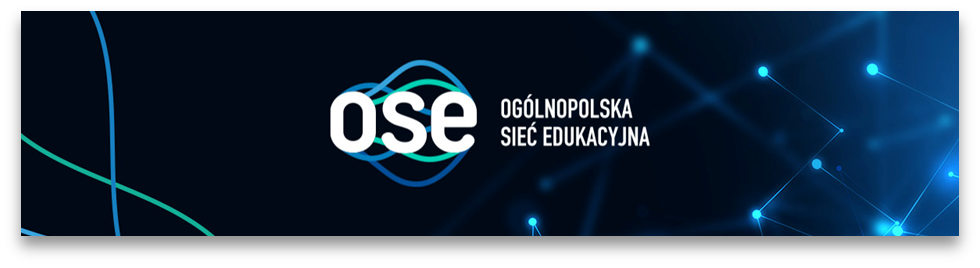 ose
OGÓLNOPOLSKA
SIEĆ EDUKACYJNA